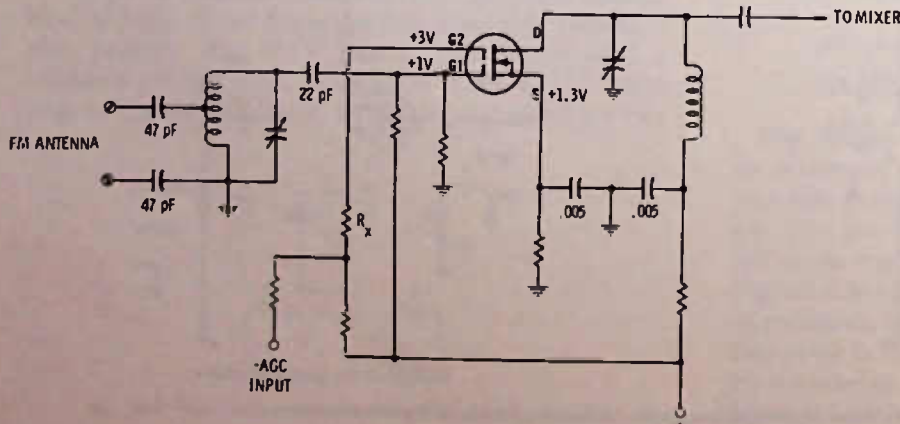 TO MIXER
D
+3V G2
+1V G1
S +1.3V
22 pF
47 pF
FM ANTENNA
47 pF
.005 .005
Rx
-AGC
INPUT